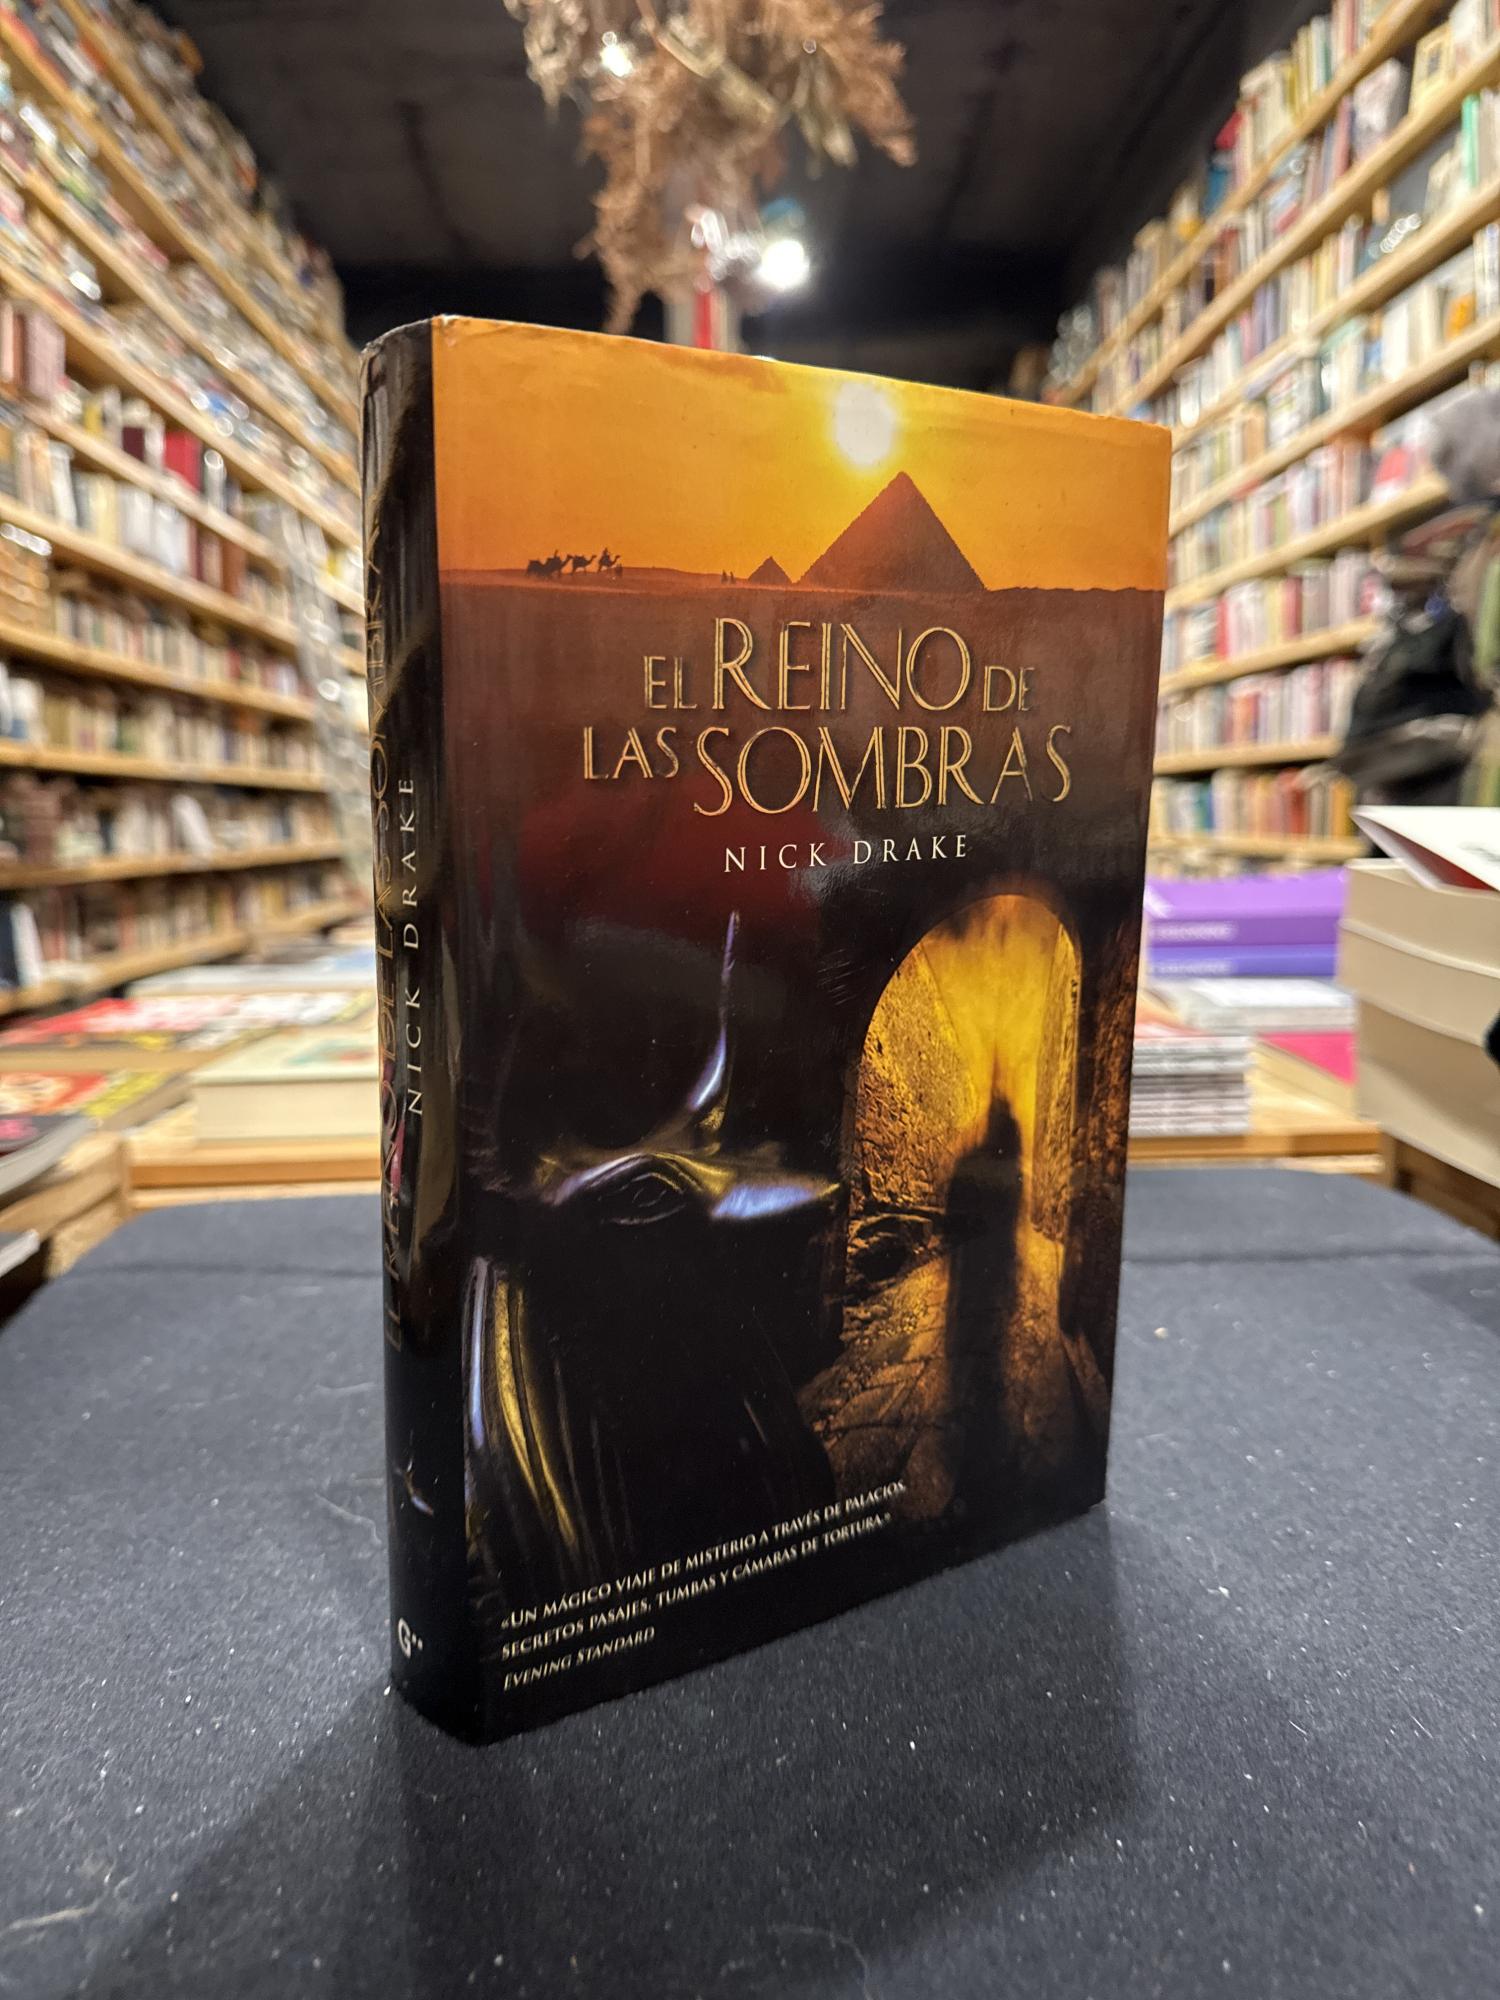 EL REINO DE
LAS SOMBRAS
NICK DRAKE
«UN MÁGICO VIAJE DE MISTERIO A TRAVÉS DE PALACIOS,
SECRETOS PASAJES, TUMBAS Y CÁMARAS DE TORTURA.»
EVENING STANDARD
EL REINO DE LAS SOMBRAS
NICK DRAKE
G